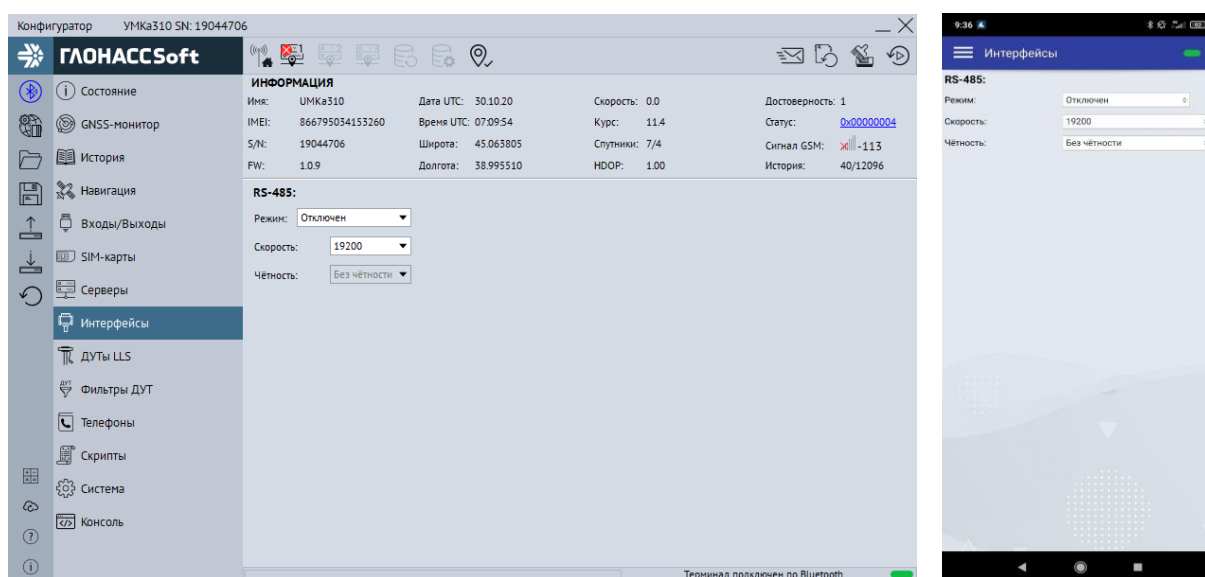 Конфигуратор УМКа310 SN: 19044706
ГЛОНАССSoft
Состояние
GNSS-монитор
История
Навигация
Входы/Выходы
SIM-карты
Серверы
Интерфейсы
ДУТы LLS
Фильтры ДУТ
Телефоны
Скрипты
Система
Консоль
ИНФОРМАЦИЯ
Имя: UMKa310 Дата UTC: 30.10.20 Скорость: 0.0 Достоверность: 1
IMEI: 866795034153260 Время UTC: 07:09:54 Курс: 11.4 Статус: 0x00000004
S/N: 19044706 Широта: 45.063805 Спутники: 7/4 Сигнал GSM: -113
FW: 1.0.9 Долгота: 38.995510 HDOP: 1.00 История: 40/12096
RS-485:
Режим: Отключен
Скорость: 19200
Чётность: Без чётности
Терминал подключен по Bluetooth
9:36
Интерфейсы
RS-485:
Режим: Отключен
Скорость: 19200
Чётность: Без чётности